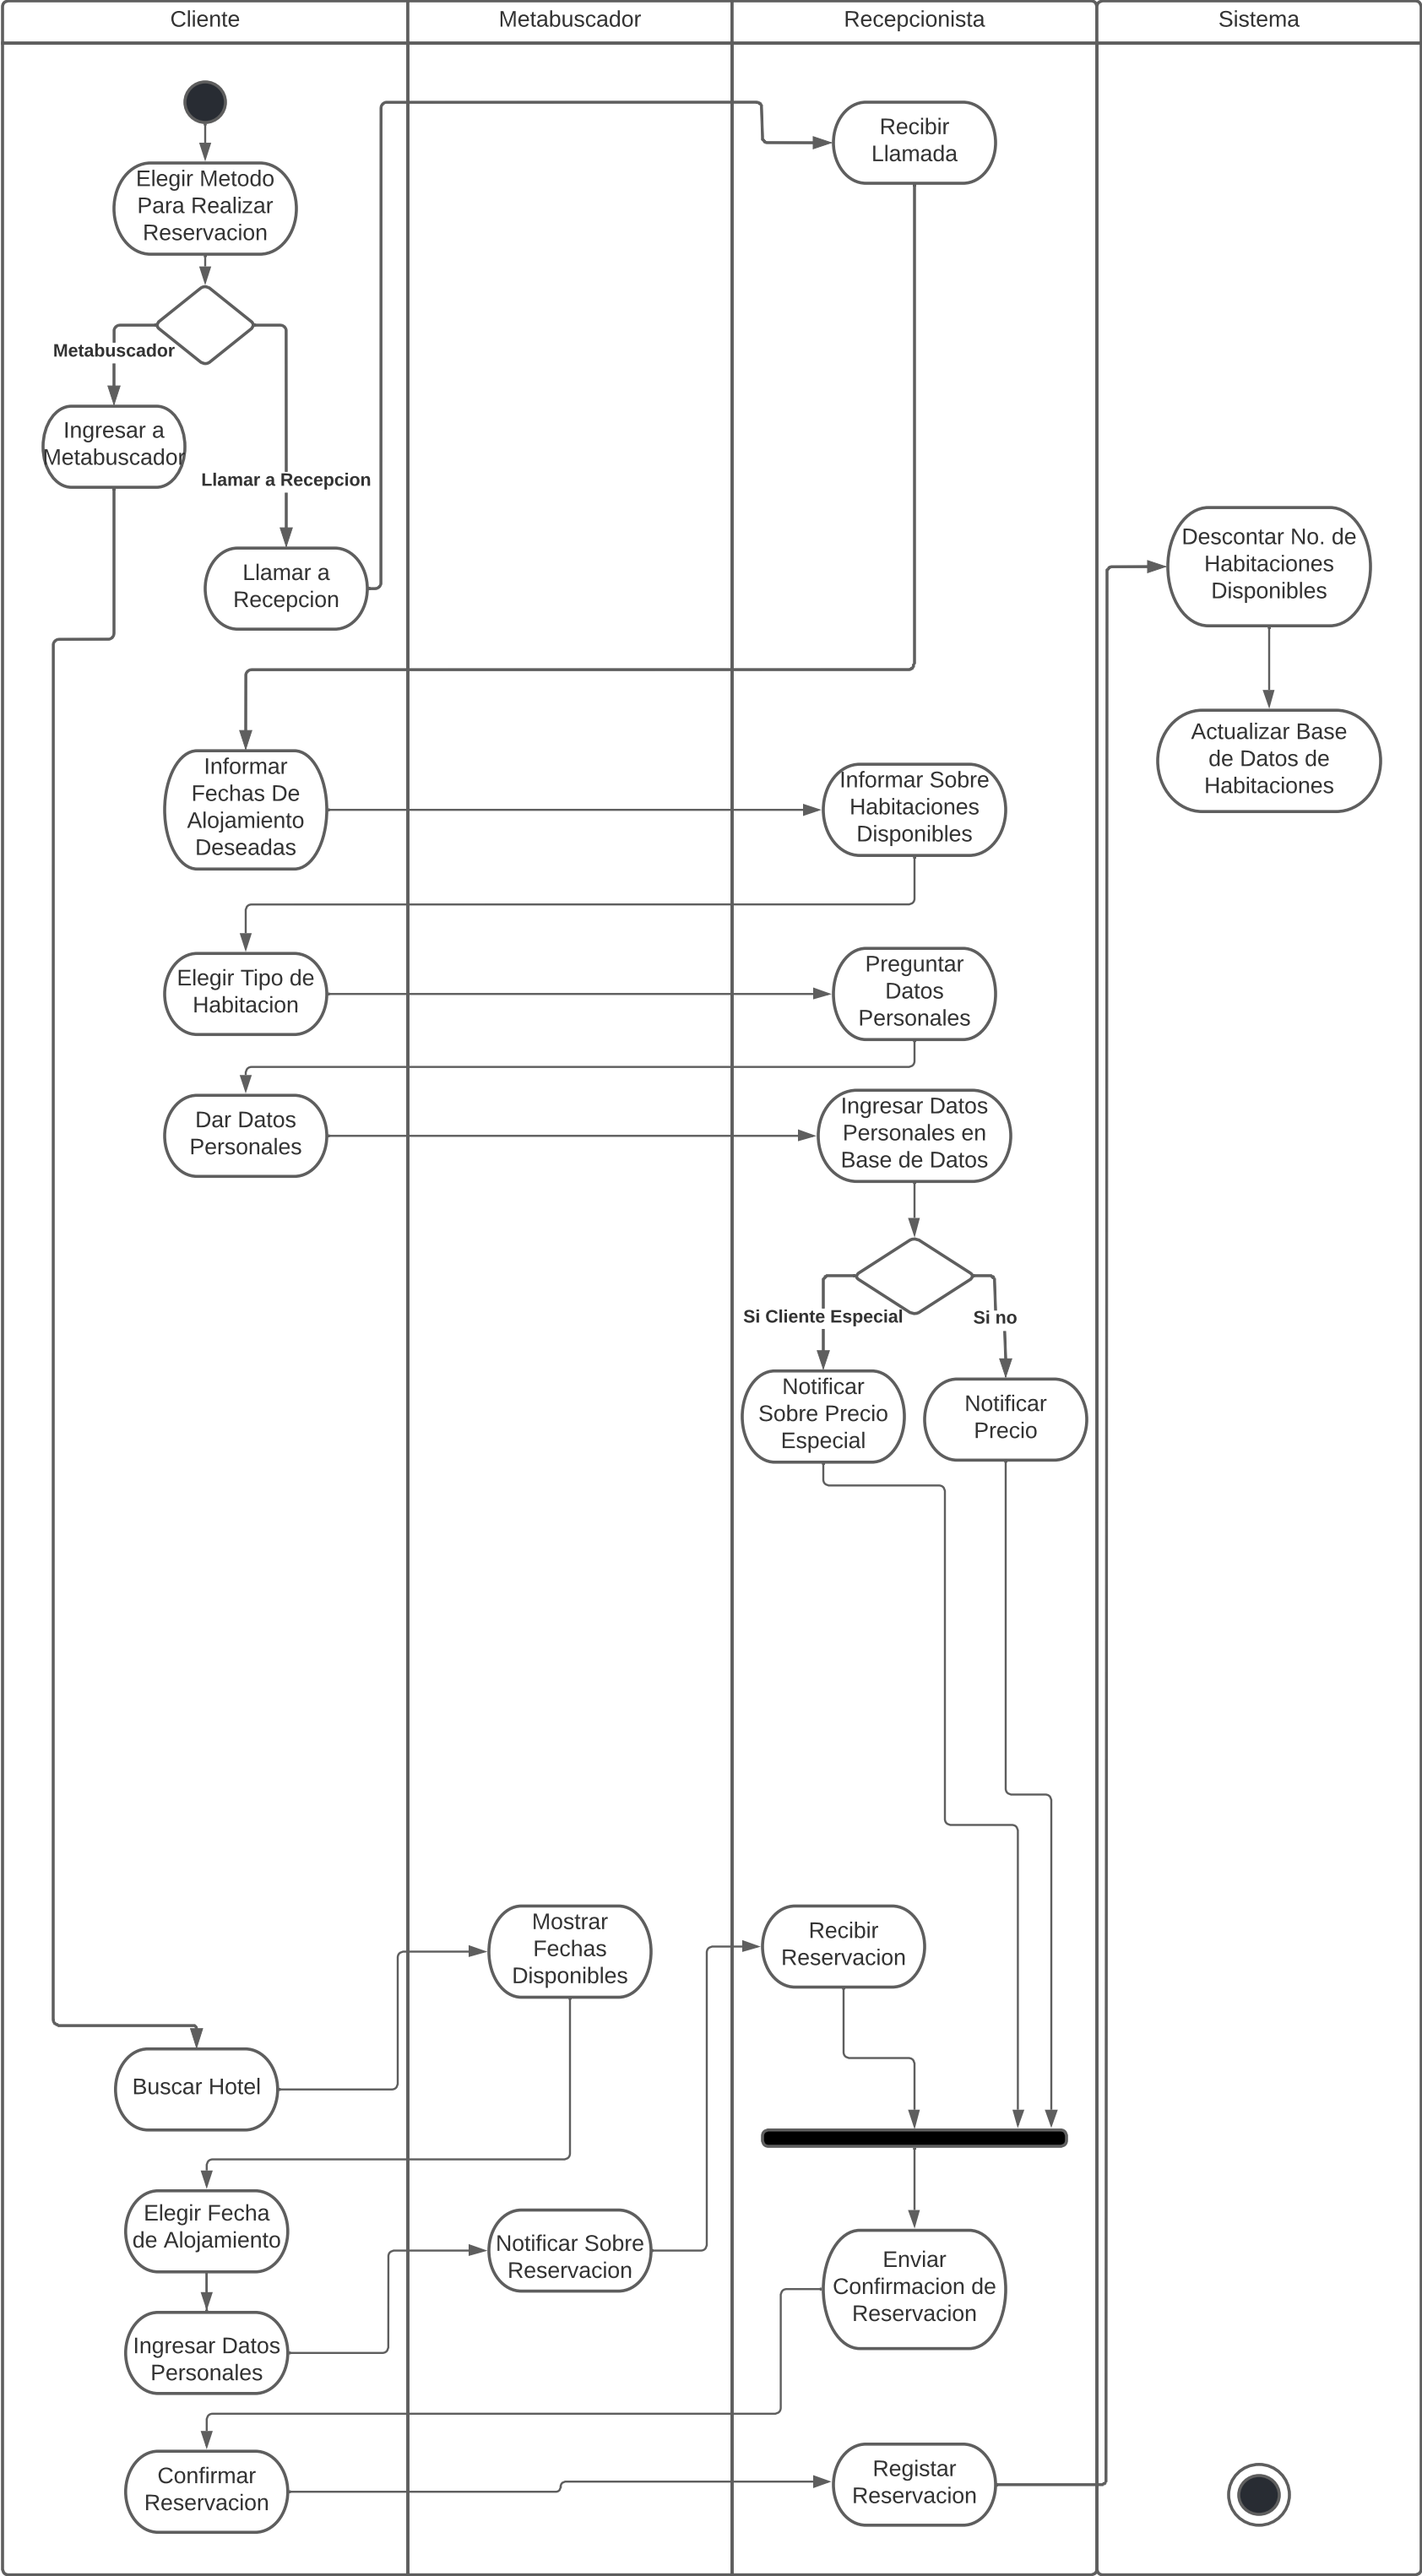 Cliente
Metabuscador
Recepcionista
Sistema
Recibir
Llamada
Elegir Metodo
Para Realizar
Reservacion
Metabuscador
Ingresar a
Metabuscador
Llamar a Recepcion
Llamar a
Recepcion
Descontar No. de
Habitaciones
Disponibles
Actualizar Base
de Datos de
Habitaciones
Informar
Fechas De
Alojamiento
Deseadas
Informar Sobre
Habitaciones
Disponibles
Elegir Tipo de
Habitacion
Preguntar
Datos
Personales
Dar Datos
Personales
Ingresar Datos
Personales en
Base de Datos
Si Cliente Especial
Si no
Notificar
Sobre Precio
Especial
Notificar
Precio
Mostrar
Fechas
Disponibles
Recibir
Reservacion
Buscar Hotel
Elegir Fecha
de Alojamiento
Notificar Sobre
Reservacion
Enviar
Confirmacion de
Reservacion
Ingresar Datos
Personales
Confirmar
Reservacion
Registar
Reservacion